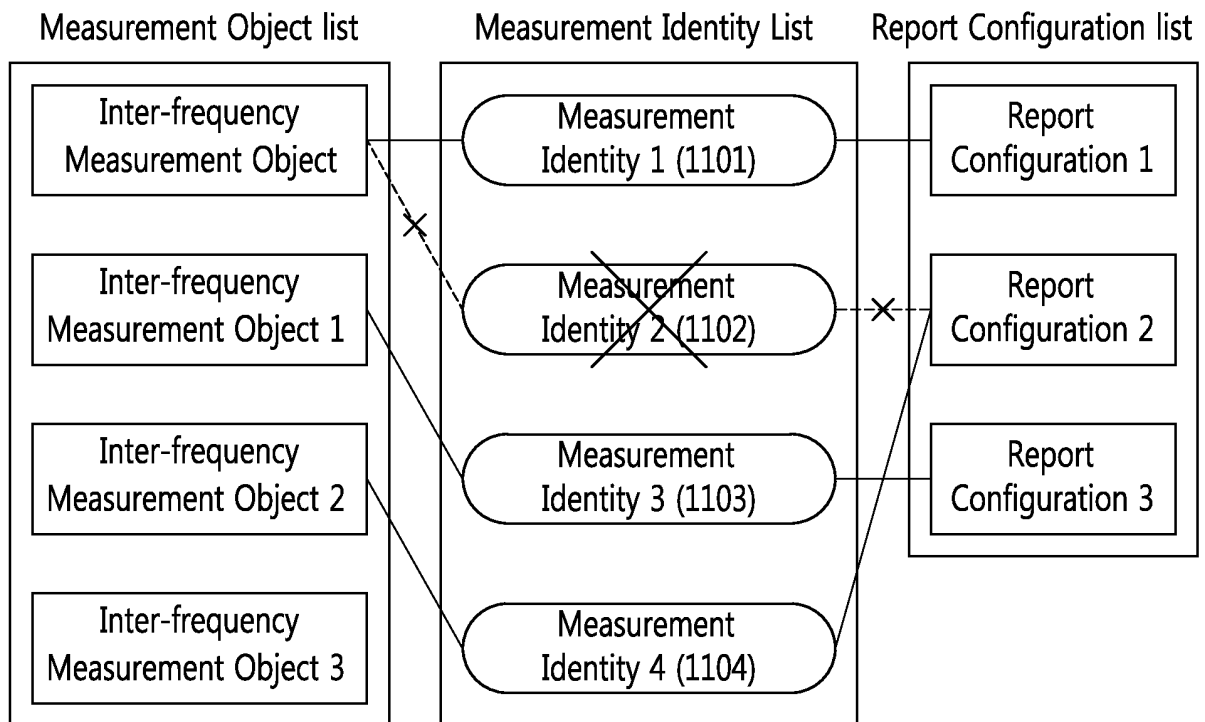 Measurement Object list
Inter-frequency
Measurement Object
Inter-frequency
Measurement Object 1
Inter-frequency
Measurement Object 2
Inter-frequency
Measurement Object 3
Measurement Identity List
Measurement
Identity 1 (1101)
Measurement
Identity 2 (1102)
Measurement
Identity 3 (1103)
Measurement
Identity 4 (1104)
Report Configuration list
Report
Configuration 1
Report
Configuration 2
Report
Configuration 3